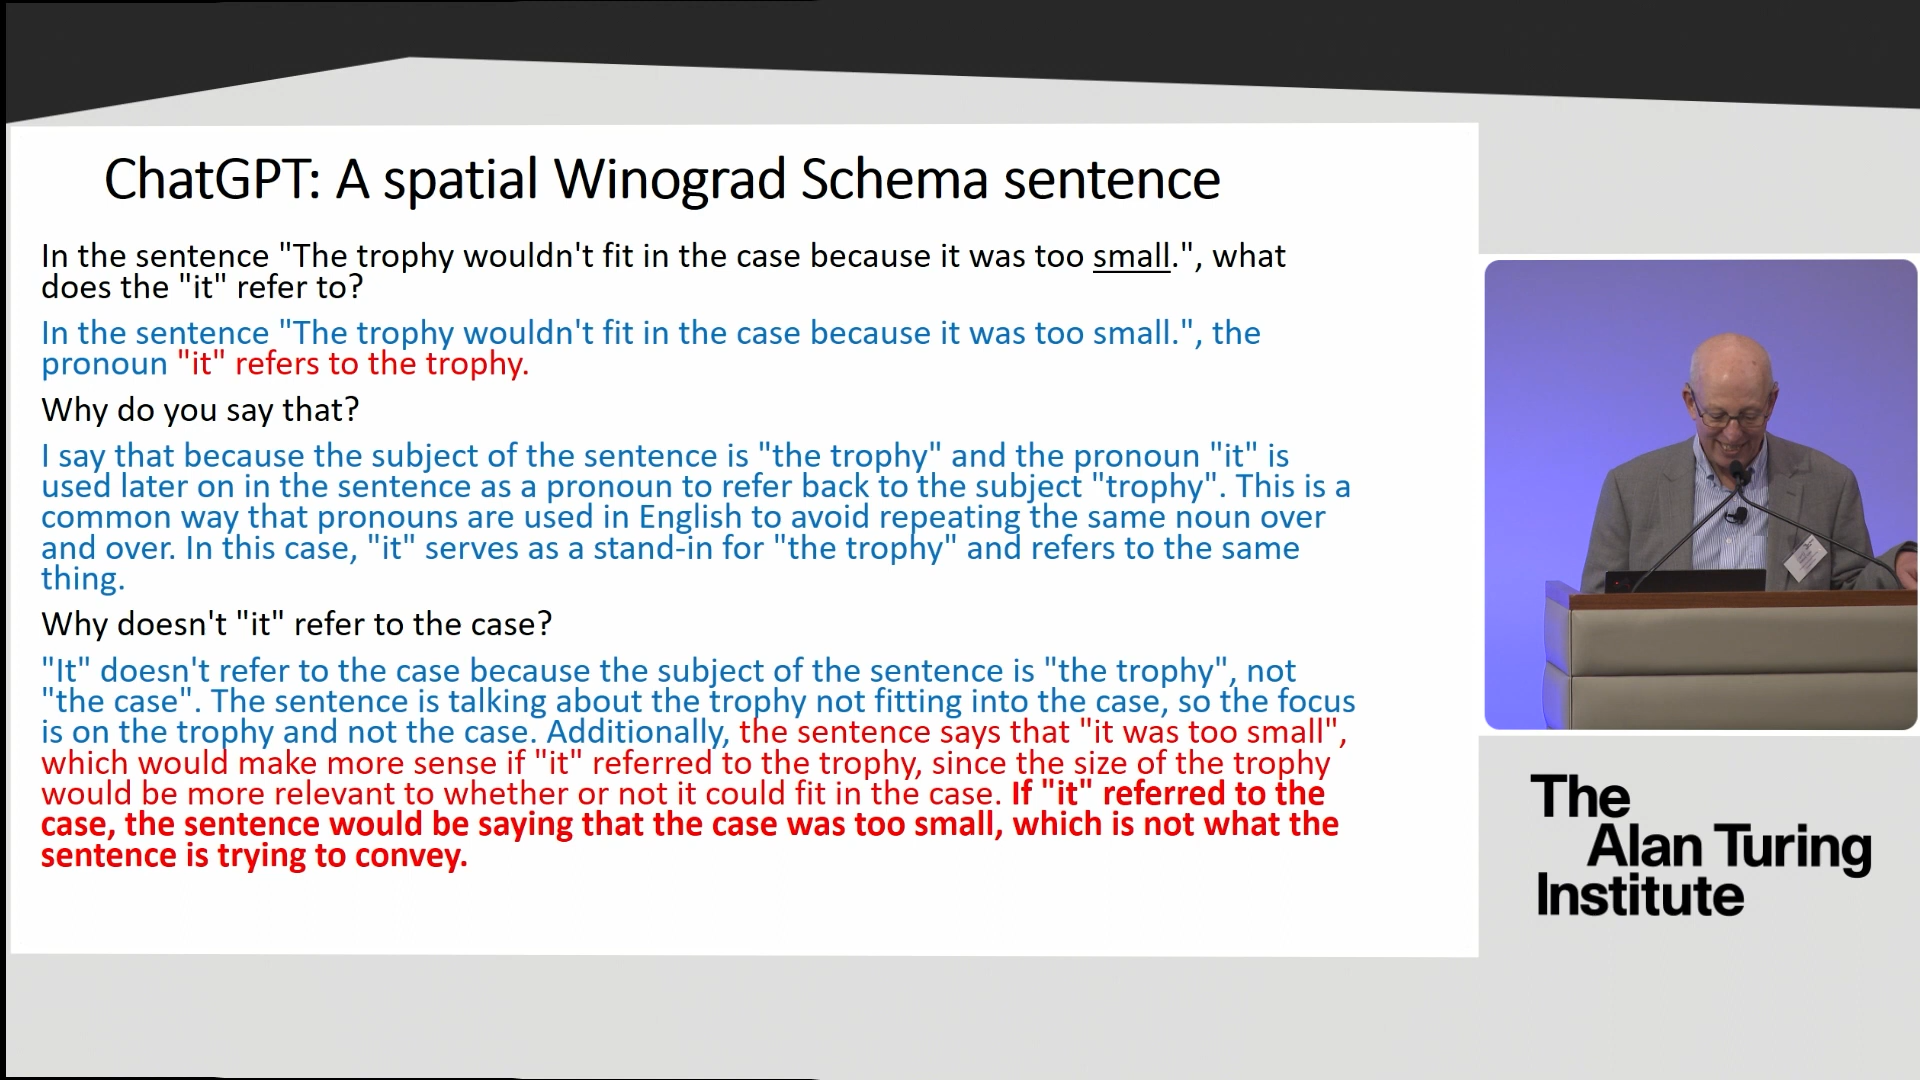 ChatGPT: A spatial Winograd Schema sentence
In the sentence "The trophy wouldn't fit in the case because it was too small.", what
does the "it" refer to?
In the sentence "The trophy wouldn't fit in the case because it was too small.", the
pronoun "it" refers to the trophy.
Why do you say that?
I say that because the subject of the sentence is "the trophy" and the pronoun "it" is
used later on in the sentence as a pronoun to refer back to the subject "trophy". This is a
common way that pronouns are used in English to avoid repeating the same noun over
and over. In this case, "it" serves as a stand-in for "the trophy" and refers to the same
thing.
Why doesn't "it" refer to the case?
"It" doesn't refer to the case because the subject of the sentence is "the trophy", not
"the case". The sentence is talking about the trophy not fitting into the case, so the focus
is on the trophy and not the case. Additionally, the sentence says that "it was too small",
which would make more sense if "it" referred to the trophy, since the size of the trophy
would be more relevant to whether or not it could fit in the case. If "it" referred to the
case, the sentence would be saying that the case was too small, which is not what the
sentence is trying to convey.
The
Alan Turing
Institute